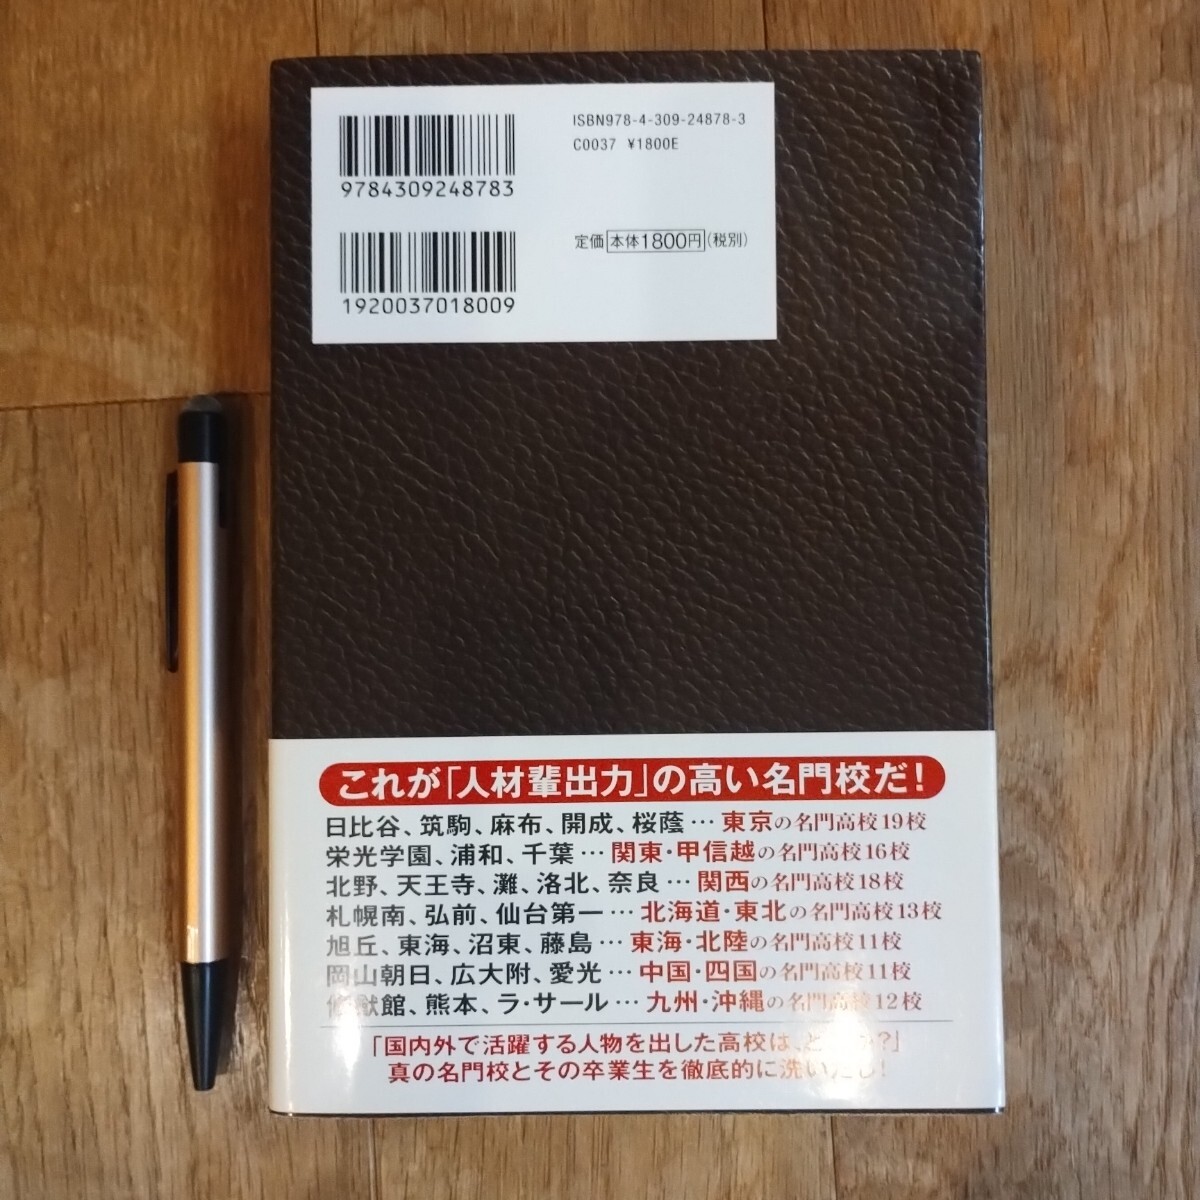 ISBN978-4-309-24878-3
C0037 ¥1800E
9784309248783
定価 本体1800円(税別)
1920037018009
これが「人材輩出力」の高い名門校だ!
日比谷、筑駒、麻布、開成、桜蔭…東京の名門高校19校
栄光学園、浦和、千葉…関東・甲信越の名門高校16校
北野、天王寺、灘、洛北、奈良…関西の名門高校18校
札幌南、弘前、仙台第一…北海道・東北の名門高校13校
旭丘、東海、沼東、藤島…東海・北陸の名門高校11校
岡山朝日、広大附、愛光…中国・四国の名門高校11校
修猷館、熊本、ラ・サール…九州・沖縄の名門高校12校
「国内外で活躍する人物を出した高校は、ど か?」
真の名門校とその卒業生を徹底的に洗いだし!